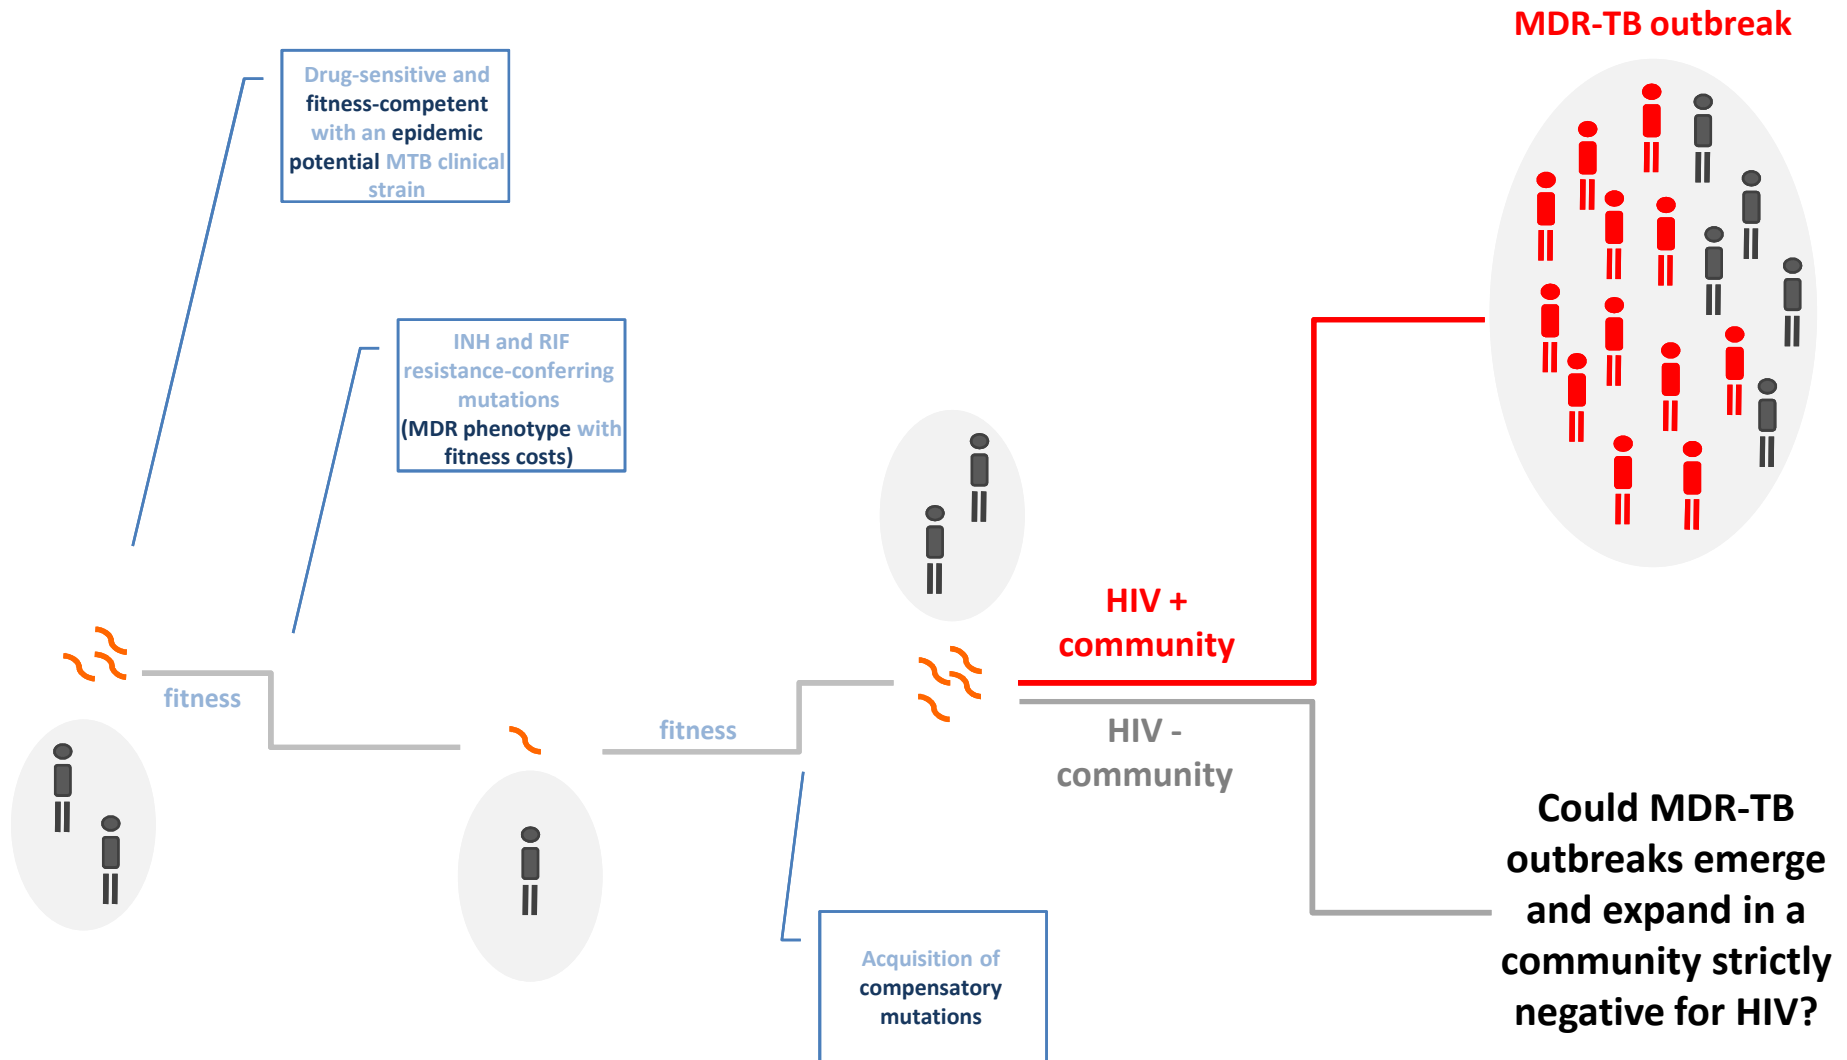 MDR-TB outbreak
Drug-sensitive and
fitness-competent
with an epidemic
potential MTB clinical
strain
INH and RIF
resistance-conferring
mutations
(MDR phenotype with
fitness costs)
fitness
fitness
HIV +
community
HIV -
community
Acquisition of
compensatory
mutations
Could MDR-TB
outbreaks emerge
and expand in a
community strictly
negative for HIV?